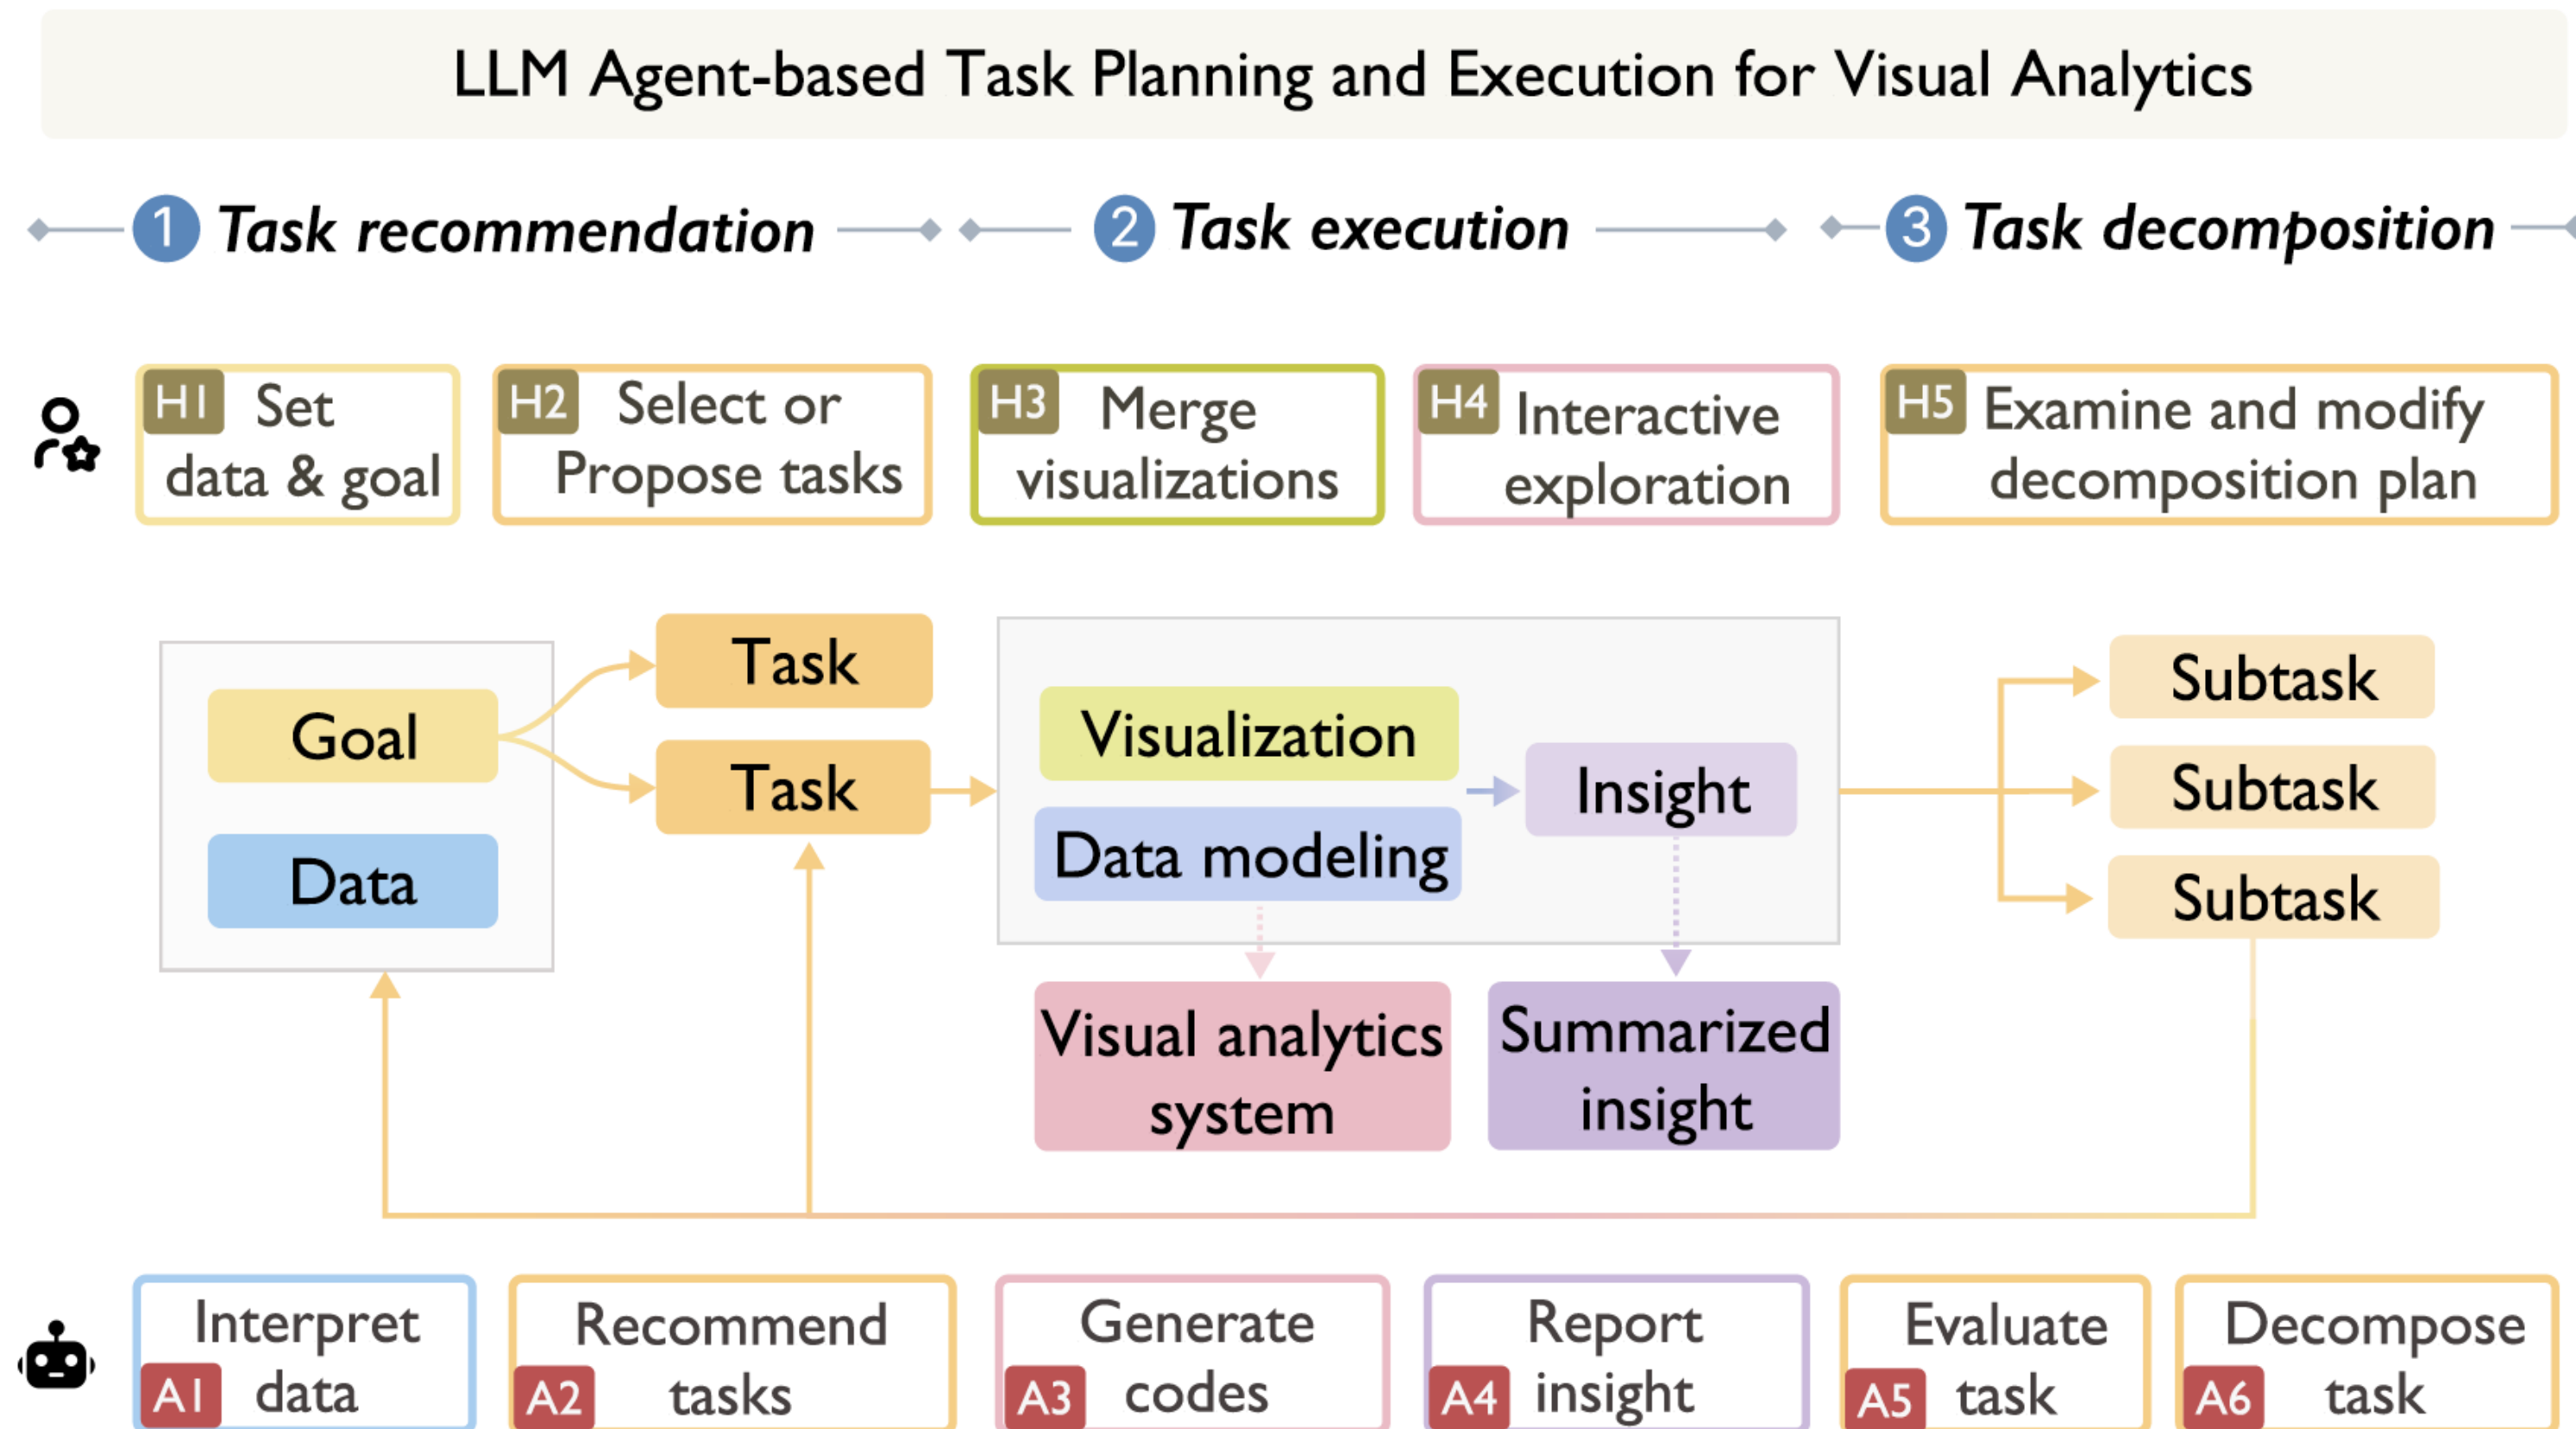 LLM Agent-based Task Planning and Execution for Visual Analytics
1 Task recommendation
2 Task execution
3 Task decomposition
H1 Set
data & goal
H2 Select or
Propose tasks
H3 Merge
visualizations
H4 Interactive
exploration
H5 Examine and modify
decomposition plan
Goal
Data
Task
Task
Visualization
Data modeling
Insight
Visual analytics
system
Summarized
insight
Subtask
Subtask
Subtask
Interpret
A1 data
Recommend
A2 tasks
Generate
A3 codes
Report
A4 insight
Evaluate
A5 task
Decompose
A6 task